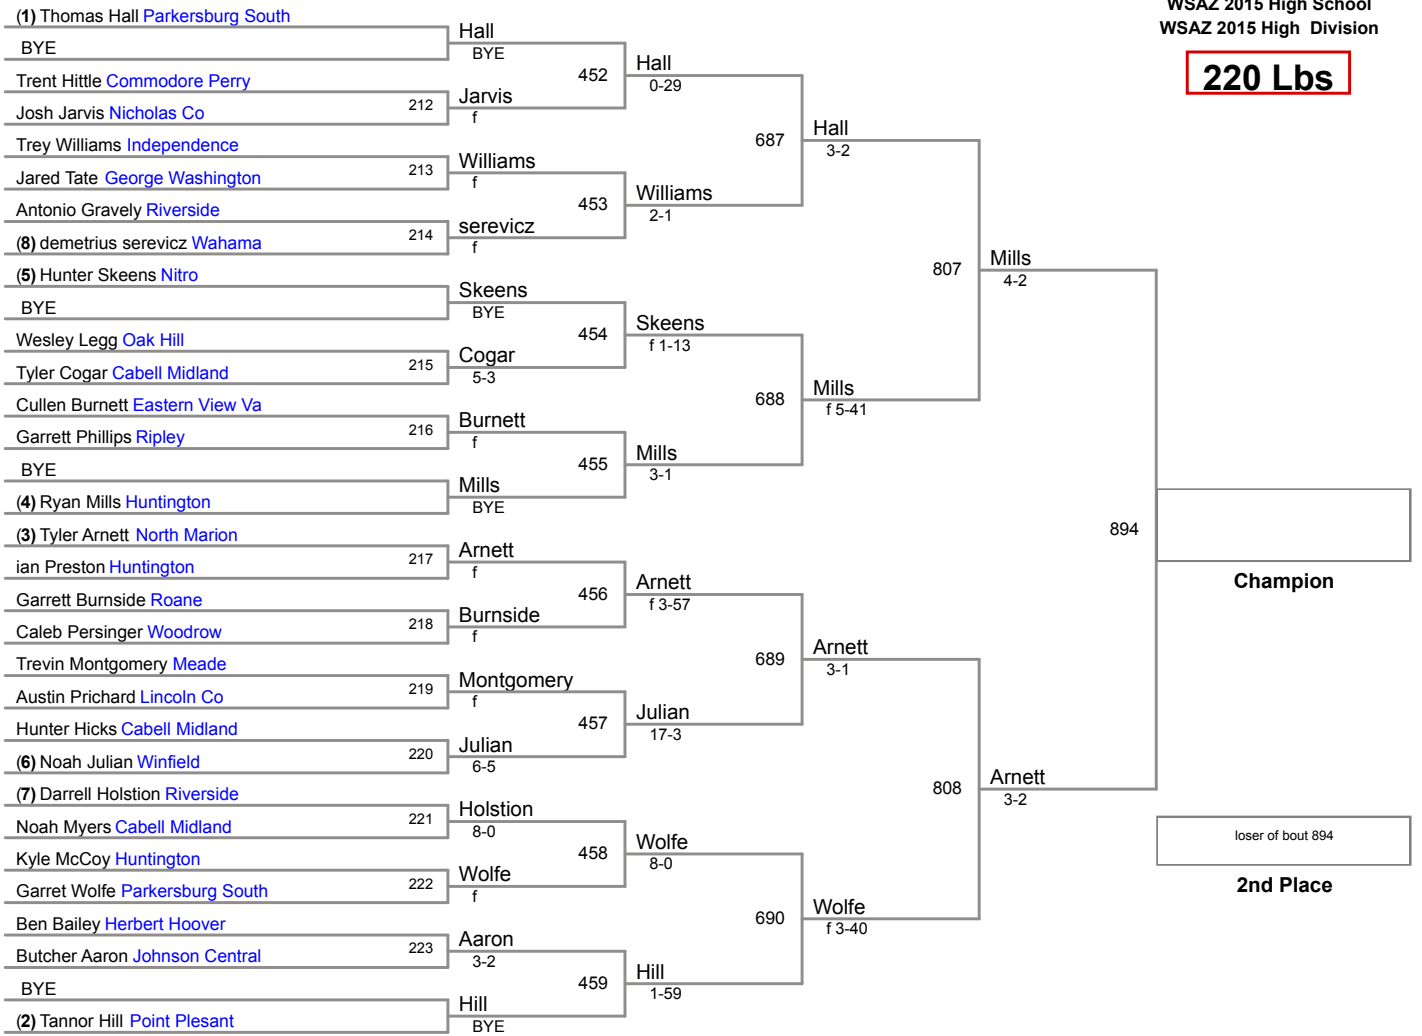 WSAZ 2015 High School
WSAZ 2015 High Division
220 Lbs
(1) Thomas Hall Parkersburg South
BYE
Trent Hittle Commodore Perry
Josh Jarvis Nicholas Co
Trey Williams Independence
Jared Tate George Washington
Antonio Gravely Riverside
(8) demetrius serevicz Wahama
(5) Hunter Skeens Nitro
BYE
Wesley Legg Oak Hill
Tyler Cogar Cabell Midland
Cullen Burnett Eastern View Va
Garrett Phillips Ripley
BYE
(4) Ryan Mills Huntington
(3) Tyler Arnett North Marion
ian Preston Huntington
Garrett Burnside Roane
Caleb Persinger Woodrow
Trevin Montgomery Meade
Austin Prichard Lincoln Co
Hunter Hicks Cabell Midland
(6) Noah Julian Winfield
(7) Darrell Holstion Riverside
Noah Myers Cabell Midland
Kyle McCoy Huntington
Garret Wolfe Parkersburg South
Ben Bailey Herbert Hoover
Butcher Aaron Johnson Central
BYE
(2) Tannor Hill Point Plesant
212
213
214
215
216
217
218
219
220
221
222
223
Hall
BYE
Jarvis
f
Williams
f
serevicz
f
Skeens
BYE
Cogar
5-3
Burnett
f
Mills
BYE
Arnett
f
Burnside
f
Montgomery
f
Julian
6-5
Holstion
8-0
Wolfe
f
Aaron
3-2
Hill
BYE
452
453
454
455
456
457
458
459
Hall
0-29
Williams
2-1
Skeens
f 1-13
Mills
3-1
Arnett
f 3-57
Julian
17-3
Wolfe
8-0
Hill
1-59
687
688
689
690
Hall
3-2
Mills
f 5-41
Arnett
3-1
Wolfe
f 3-40
807
808
Mills
4-2
Arnett
3-2
894
Champion
loser of bout 894
2nd Place